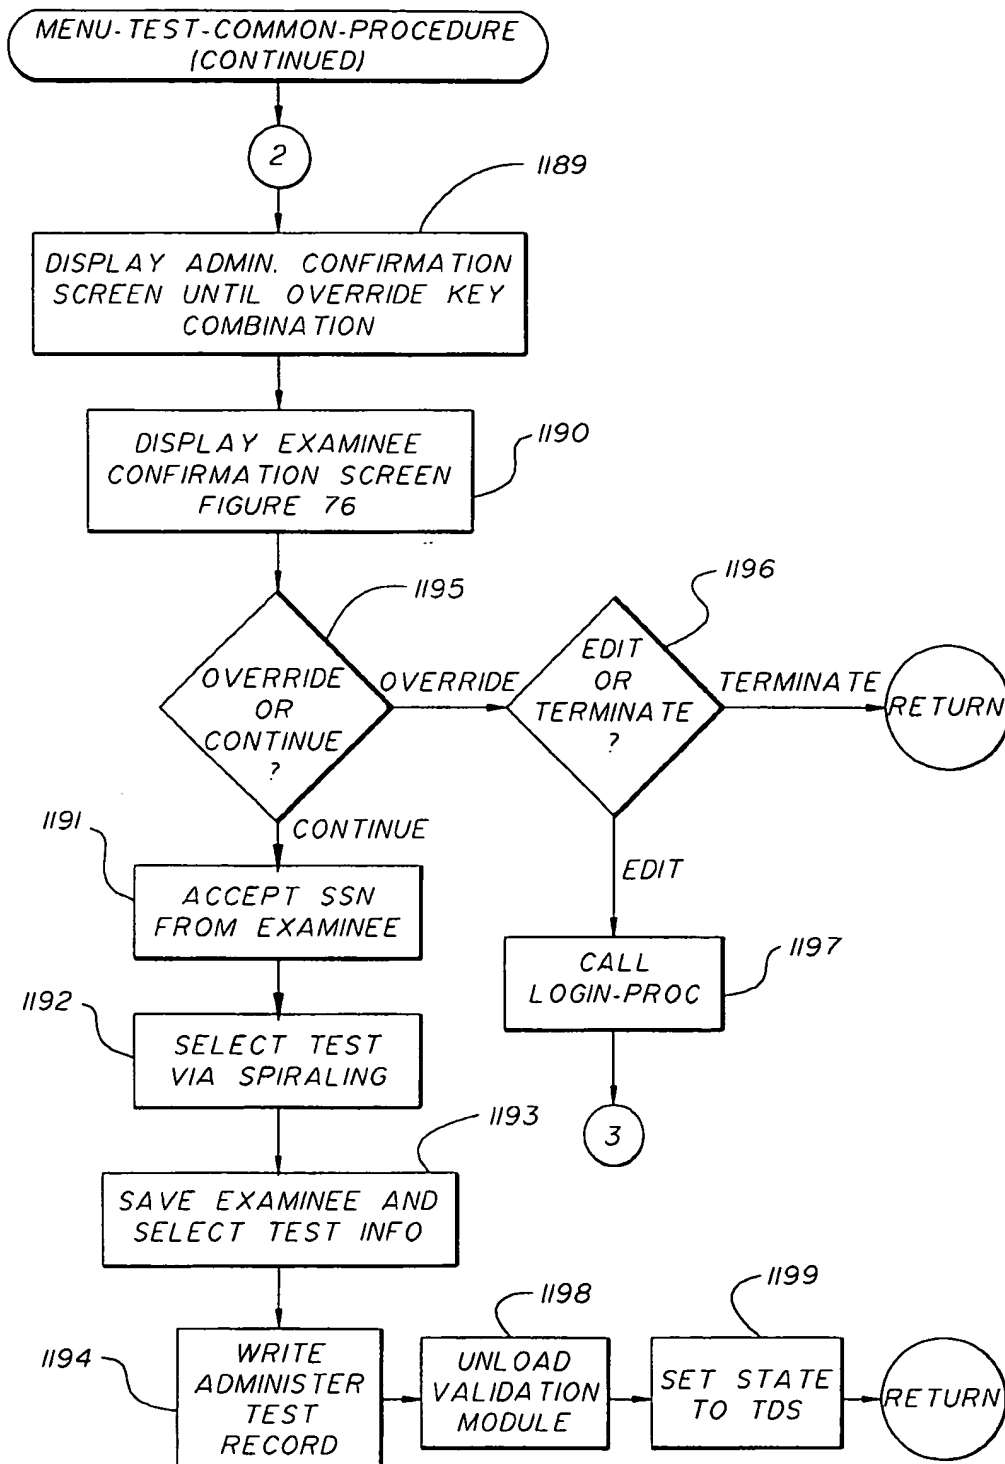 MENU-TEST-COMMON-PROCEDURE
(CONTINUED)
2
1189
DISPLAY ADMIN. CONFIRMATION
SCREEN UNTIL OVERRIDE KEY
COMBINATION
DISPLAY EXAMINEE
CONFIRMATION SCREEN
FIGURE 76
1190
1195
OVERRIDE
OR
CONTINUE
?
OVERRIDE
1196
EDIT
OR
TERMINATE
?
TERMINATE
RETURN
CONTINUE
EDIT
1191
ACCEPT SSN
FROM EXAMINEE
CALL
LOGIN-PROC
1197
1192
SELECT TEST
VIA SPIRALING
3
1193
SAVE EXAMINEE AND
SELECT TEST INFO
1194
WRITE
ADMINISTER
TEST
RECORD
1198
UNLOAD
VALIDATION
MODULE
1199
SET STATE
TO TDS
RETURN